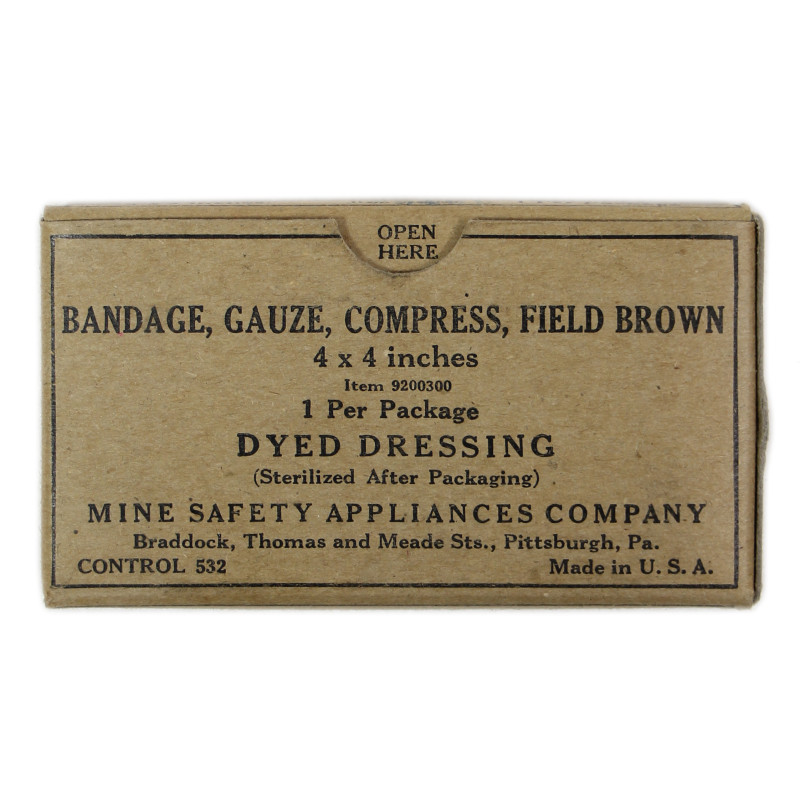 OPEN
HERE
BANDAGE, GAUZE, COMPRESS, FIELD BROWN
4 x 4 inches
Item 9200300
1 Per Package
DYED DRESSING
(Sterilized After Packaging)
MINE SAFETY APPLIANCES COMPANY
Braddock, Thomas and Meade Sts., Pittsburgh, Pa.
CONTROL 532 Made in U. S. A.